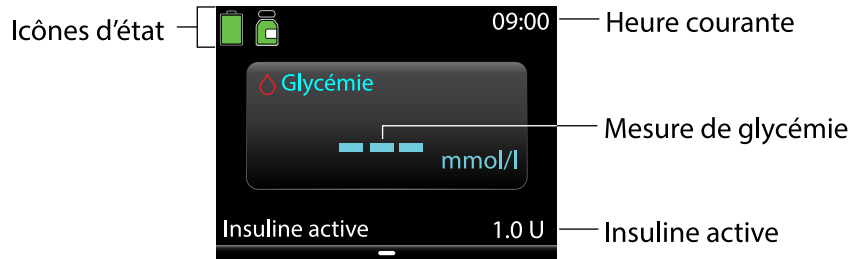 Icônes d’état
09:00
Heure courante
Glycémie
Mesure de glycémie
mmol/l
Insuline active
1.0 U
Insuline active